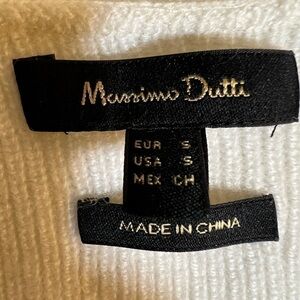 Massimo Dutti
EUR S
USA S
MEX CH
MADE IN CHINA